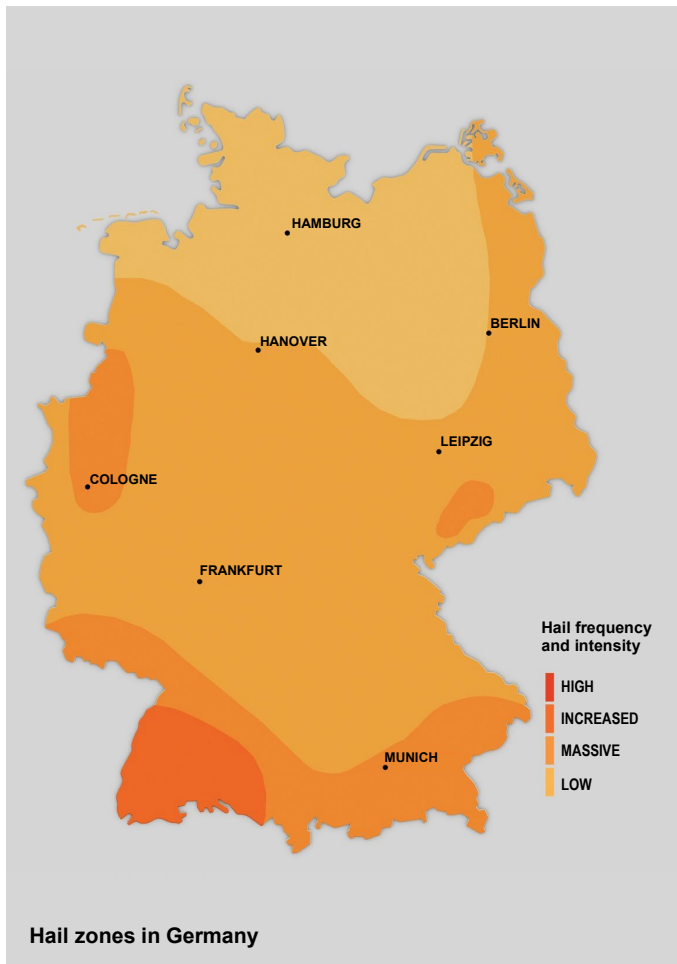 HAMBURG
BERLIN
HANOVER
LEIPZIG
COLOGNE
FRANKFURT
Hail frequency
and intensity
HIGH
INCREASED
MASSIVE
LOW
MUNICH
Hail zones in Germany